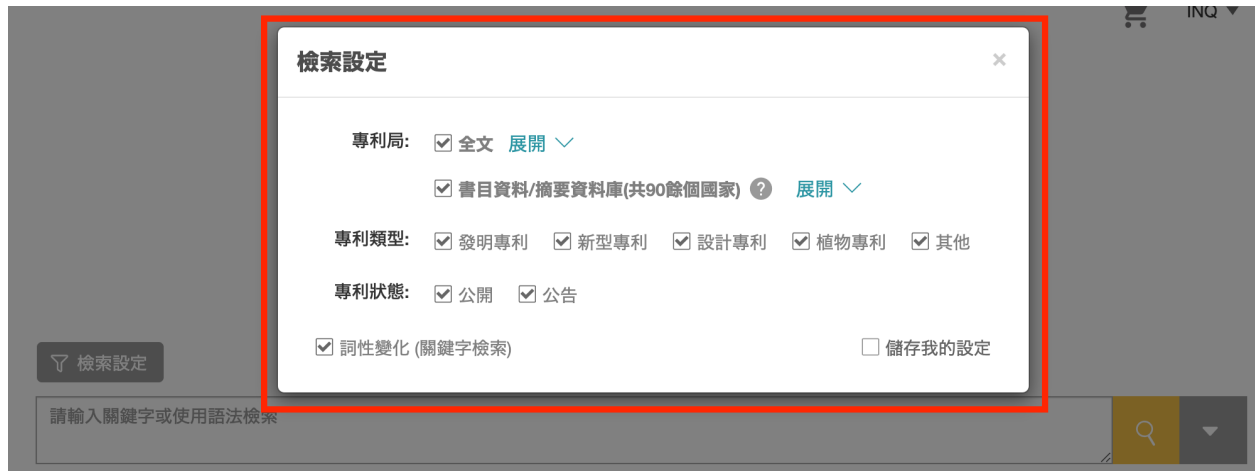 INQ
檢索設定
專利局: 全文 展開
書目資料/摘要資料庫(共90餘個國家) ? 展開
專利類型: 發明專利 新型專利 設計專利 植物專利 其他
專利狀態: 公開 公告
詞性變化 (關鍵字檢索) 儲存我的設定
檢索設定
請輸入關鍵字或使用語法檢索